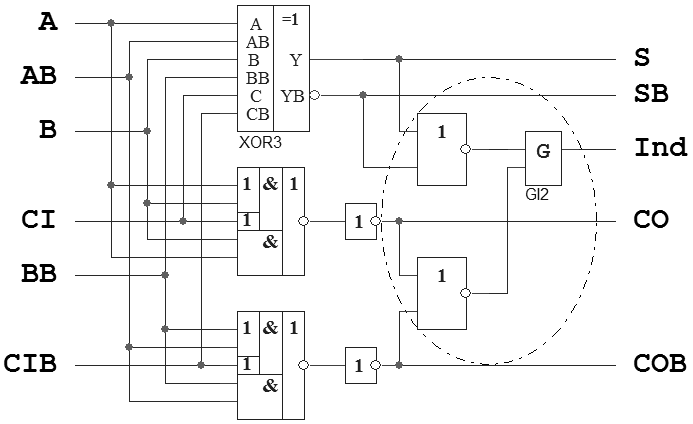 A
AB
B
CI
BB
CIB
A
AB
B
BB
C
CB
=1
Y
YB
XOR3
1
&
1
1
&
1
1
&
1
1
&
1
1
1
G
GI2
S
SB
Ind
CO
COB